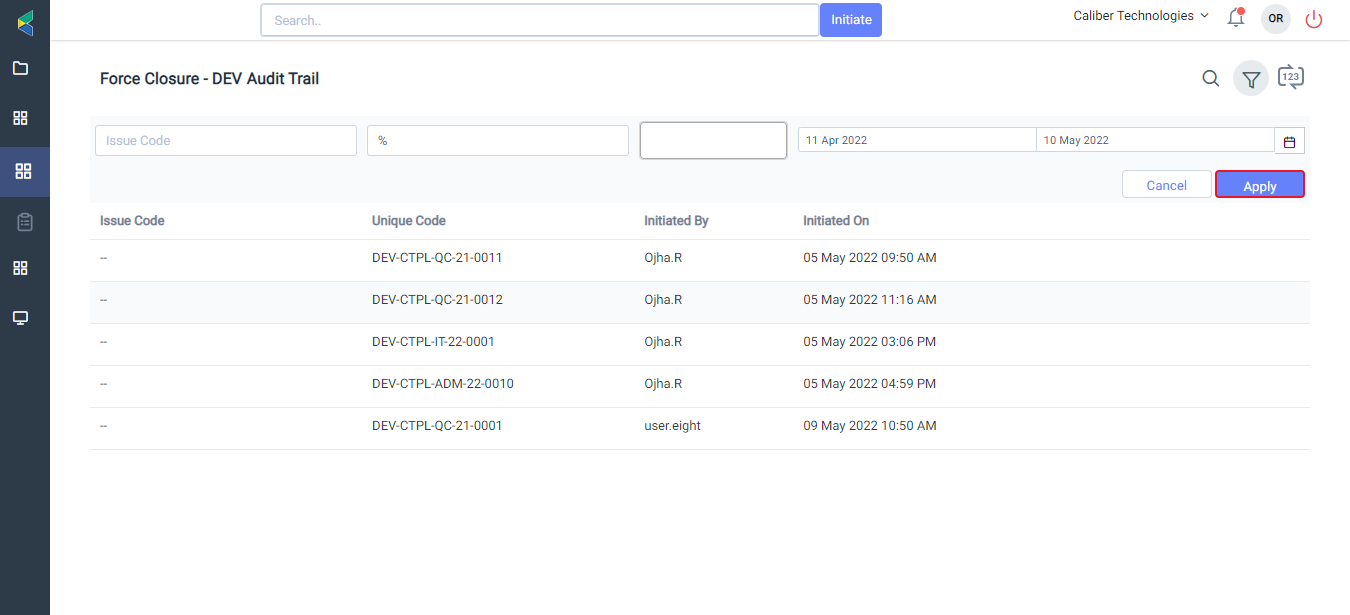 Search..
Initiate
Caliber Technologies
OR
Force Closure - DEV Audit Trail
123
Issue Code
%
11 Apr 2022
10 May 2022
Cancel
Apply
Issue Code Unique Code Initiated By Initiated On
-- DEV-CTPL-QC-21-0011 Ojha.R 05 May 2022 09:50 AM
-- DEV-CTPL-QC-21-0012 Ojha.R 05 May 2022 11:16 AM
-- DEV-CTPL-IT-22-0001 Ojha.R 05 May 2022 03:06 PM
-- DEV-CTPL-ADM-22-0010 Ojha.R 05 May 2022 04:59 PM
-- DEV-CTPL-QC-21-0001 user.eight 09 May 2022 10:50 AM